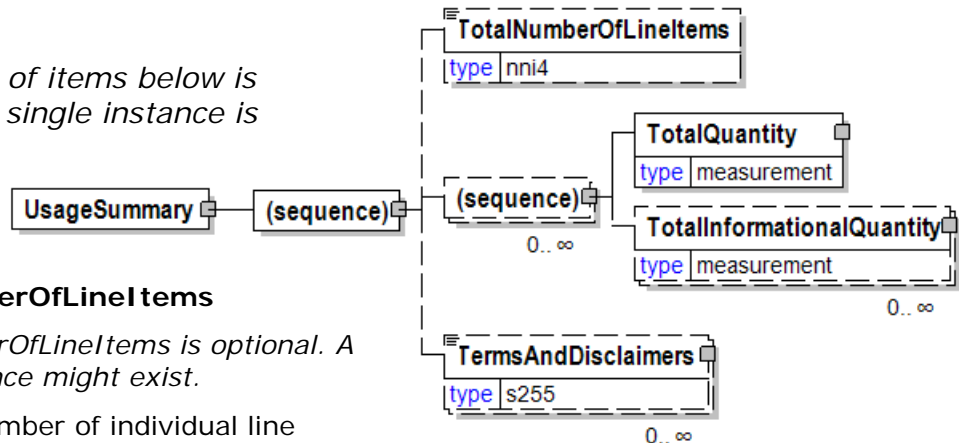 of items below is
single instance is
TotalNumberOfLineItems
type nni4
TotalQuantity
type measurement
UsageSummary
(sequence)
(sequence)
0.. ∞
TotalInformationalQuantity
type measurement
0.. ∞
erOfLineItems
rOfLineItems is optional. A
nce might exist.
mber of individual line
TermsAndDisclaimers
type s255
0.. ∞